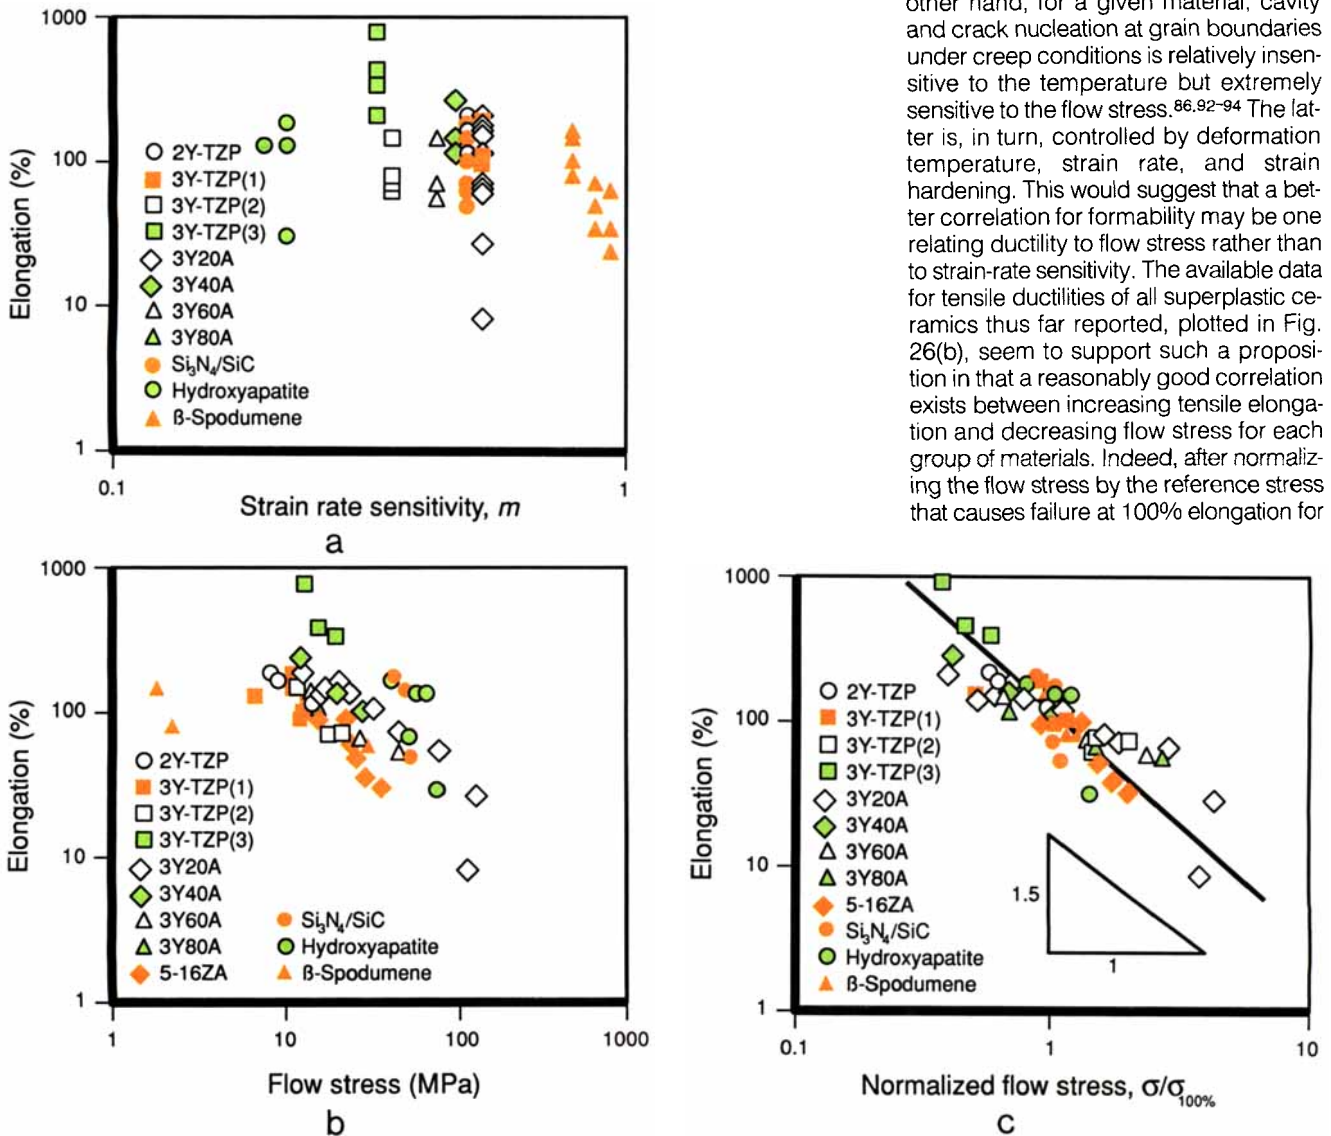 1000
100
10
1
Elongation (%)
2Y-TZP
3Y-TZP(1)
3Y-TZP(2)
3Y-TZP(3)
3Y20A
3Y40A
3Y60A
3Y80A
Si₃N₄/SiC
Hydroxyapatite
ß-Spodumene
0.1
1
Strain rate sensitivity, m
a
other hand, for a given material, cavity
and crack nucleation at grain boundaries
under creep conditions is relatively insen-
sitive to the temperature but extremely
sensitive to the flow stress.86,92–94 The lat-
ter is, in turn, controlled by deformation
temperature, strain rate, and strain
hardening. This would suggest that a bet-
ter correlation for formability may be one
relating ductility to flow stress rather than
to strain-rate sensitivity. The available data
for tensile ductilities of all superplastic ce-
ramics thus far reported, plotted in Fig.
26(b), seem to support such a proposi-
tion in that a reasonably good correlation
exists between increasing tensile elonga-
tion and decreasing flow stress for each
group of materials. Indeed, after normaliz-
ing the flow stress by the reference stress
that causes failure at 100% elongation for
1000
100
10
1
Elongation (%)
2Y-TZP
3Y-TZP(1)
3Y-TZP(2)
3Y-TZP(3)
3Y20A
3Y40A
3Y60A
3Y80A
5-16ZA
Si₃N₄/SiC
Hydroxyapatite
ß-Spodumene
1
10
100
1000
Flow stress (MPa)
b
1000
100
10
1
Elongation (%)
2Y-TZP
3Y-TZP(1)
3Y-TZP(2)
3Y-TZP(3)
3Y20A
3Y40A
3Y60A
3Y80A
5-16ZA
Si₃N₄/SiC
Hydroxyapatite
ß-Spodumene
1.5
1
0.1
1
10
Normalized flow stress, σ/σ100%
c